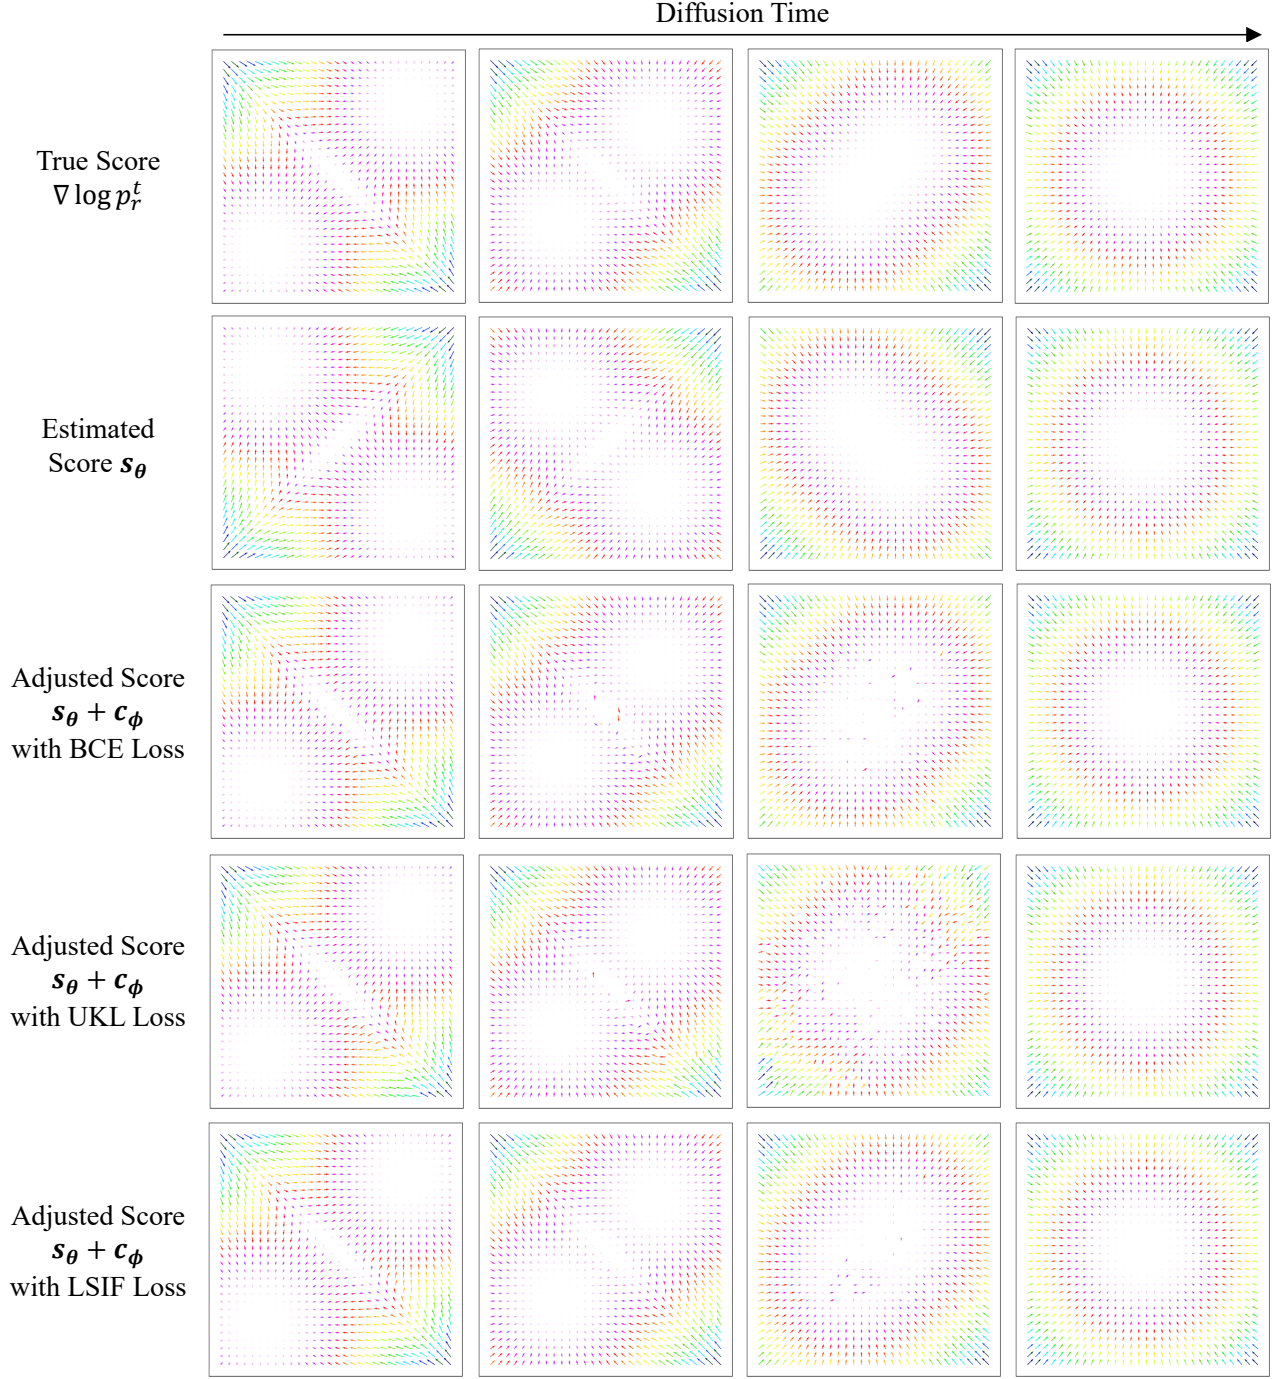 Diffusion Time
True Score
∇ log p_r^t
Estimated
Score s_θ
Adjusted Score
s_θ + c_ϕ
with BCE Loss
Adjusted Score
s_θ + c_ϕ
with UKL Loss
Adjusted Score
s_θ + c_ϕ
with LSIF Loss